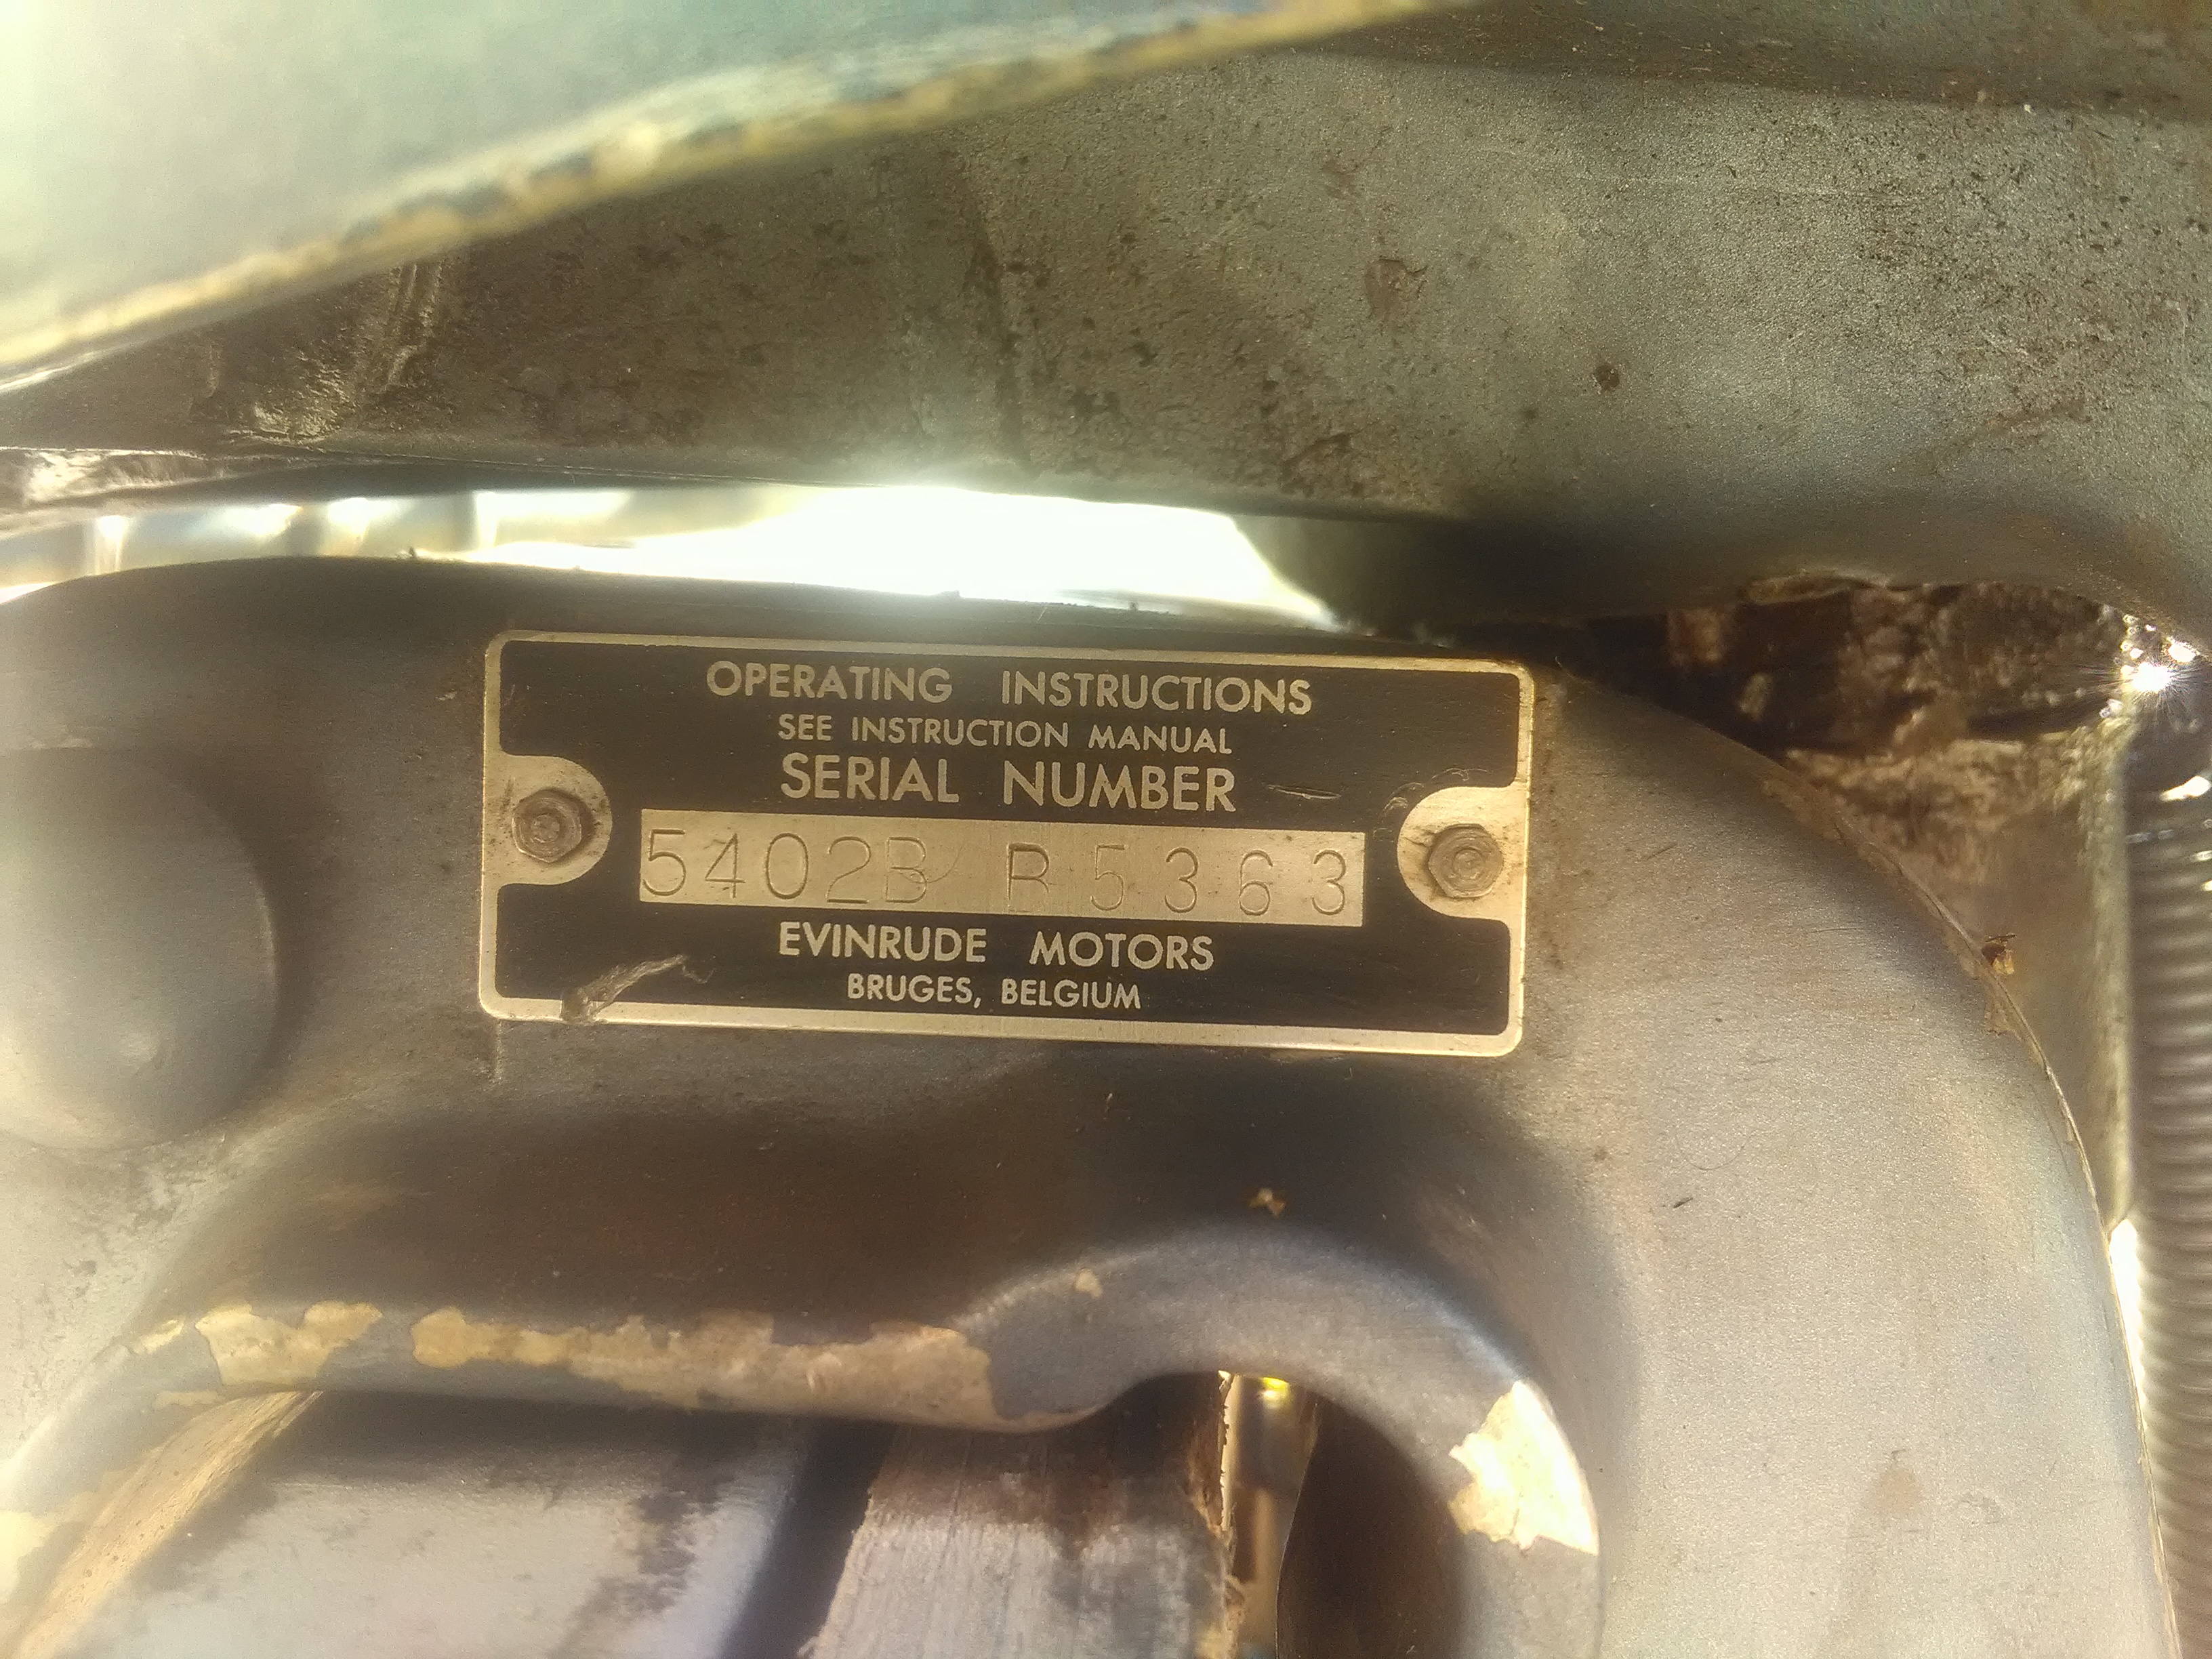 OPERATING INSTRUCTIONS
SEE INSTRUCTION MANUAL
SERIAL NUMBER
5402B B5363
EVINRUDE MOTORS
BRUGES, BELGIUM